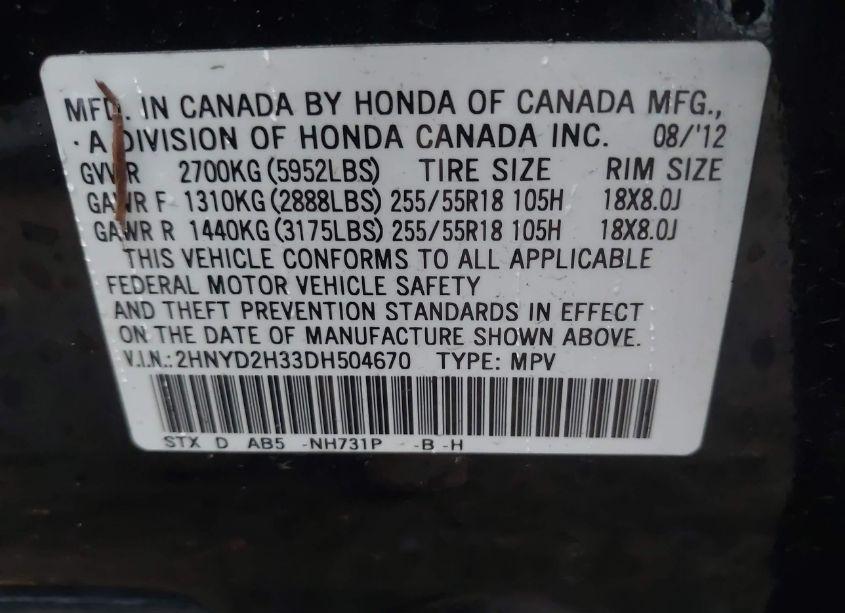 MFD. IN CANADA BY HONDA OF CANADA MFG.,
A DIVISION OF HONDA CANADA INC. 08/'12
GVWR 2700KG (5952LBS) TIRE SIZE RIM SIZE
GAWR F 1310KG (2888LBS) 255/55R18 105H 18X8.0J
GAWR R 1440KG (3175LBS) 255/55R18 105H 18X8.0J
THIS VEHICLE CONFORMS TO ALL APPLICABLE
FEDERAL MOTOR VEHICLE SAFETY
AND THEFT PREVENTION STANDARDS IN EFFECT
ON THE DATE OF MANUFACTURE SHOWN ABOVE.
V.I.N.: 2HNYD2H33DH504670 TYPE: MPV
STX D AB5 -NH731P -B -H